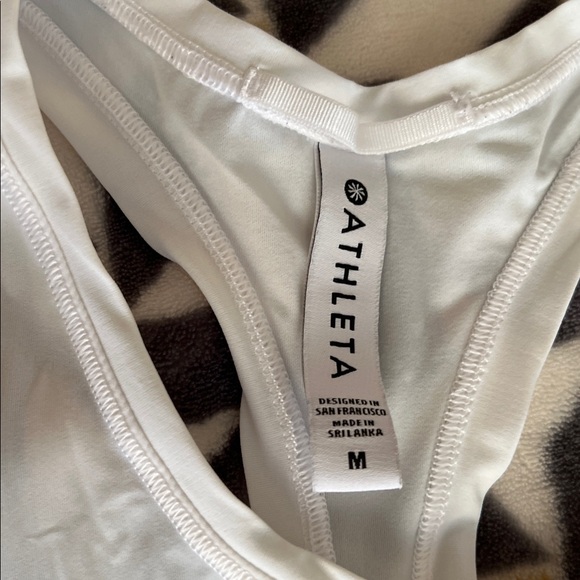 ATHLETA
DESIGNED IN
SAN FRANCISCO
MADE IN
SRI LANKA
M